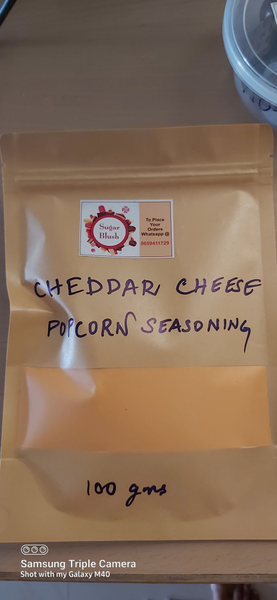 Sugar
Blush
To Place
Your
Orders
Whatsapp @
9659411729
CHEDDAR CHEESE
POPCORN SEASONING
100 gms
Samsung Triple Camera
Shot with my Galaxy M40